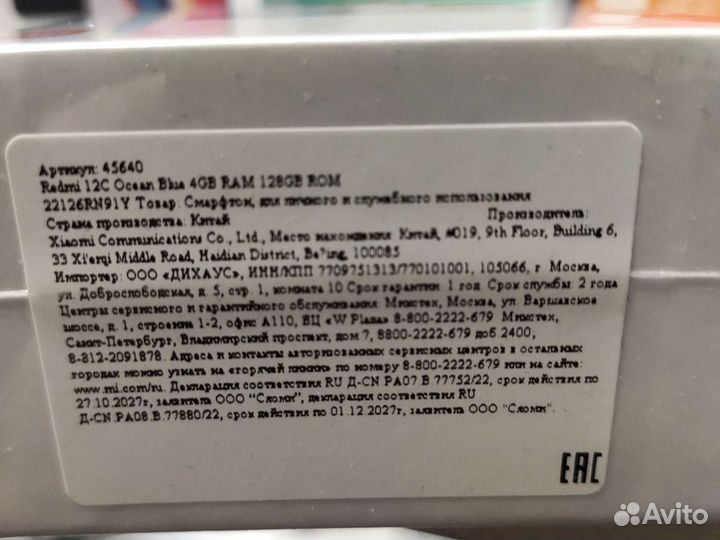 Артикул: 45640
Redmi 12C Ocean Blue 4GB RAM 128GB ROM
22126RN91Y Товар: Смартфон, для личного и служебного использования
Страна производства: Китай Производитель:
Xiaomi Communications Co., Ltd., Место нахождения: Китай, #019, 9th Floor, Building 6,
33 Xi'erqi Middle Road, Haidian District, Beijing, 100085
Импортер: ООО «ДИХАУС», ИНН/КПП 7709751313/770101001, 105066, г. Москва,
ул. Доброслободская, д. 5, стр. 1, комната 10 Срок гарантии: 1 год. Срок службы: 2 года
Центры сервисного и гарантийного обслуживания: Мистех, Москва, ул. Варшавское
шоссе, д. 1, строение 1-2, офис А110, ВЦ «W Plaza» 8-800-2222-679
Санкт-Петербург, Владимирский проспект, дом 7, 8800-2222-679 доб.2400;
8-812-2091878. Адреса и контакты авторизованных сервисных центров в остальных
городах можно узнать на «горячей линии» по номеру 8-800-2222-679 или на сайте:
www.mi.com/ru. Декларация соответствия RU Д-CN.РА07.В.77752/22, срок действия по
27.10.2027г, заявитель ООО "Сяоми", декларация соответствия RU
Д-CN.РА08.В.77880/22, срок действия по 01.12.2027г, заявитель ООО "Сяоми".
EAC
Avito